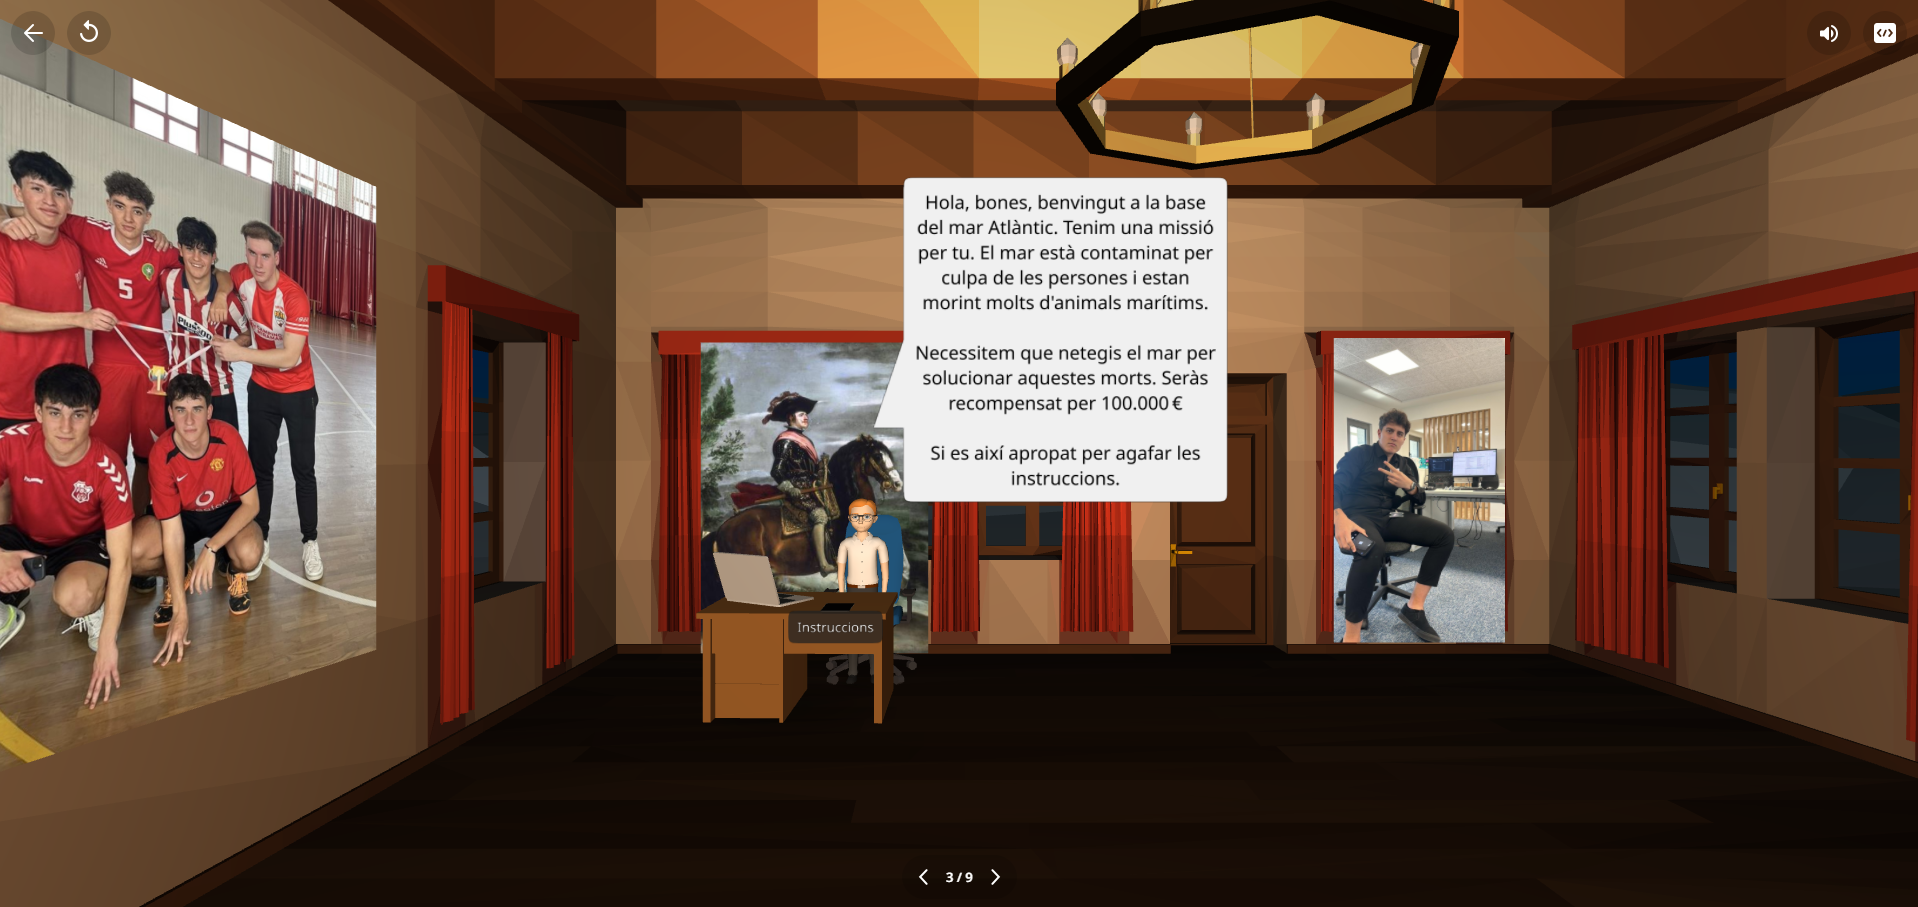 Hola, bones, benvingut a la base
del mar Atlàntic. Tenim una missió
per tu. El mar està contaminat per
culpa de les persones i estan
morint molts d'animals marítims.
Necessitem que netegis el mar per
solucionar aquestes morts. Seràs
recompensat per 100.000 €
Si es així apropat per agafar les
instruccions.
5
Instruccions
3 / 9